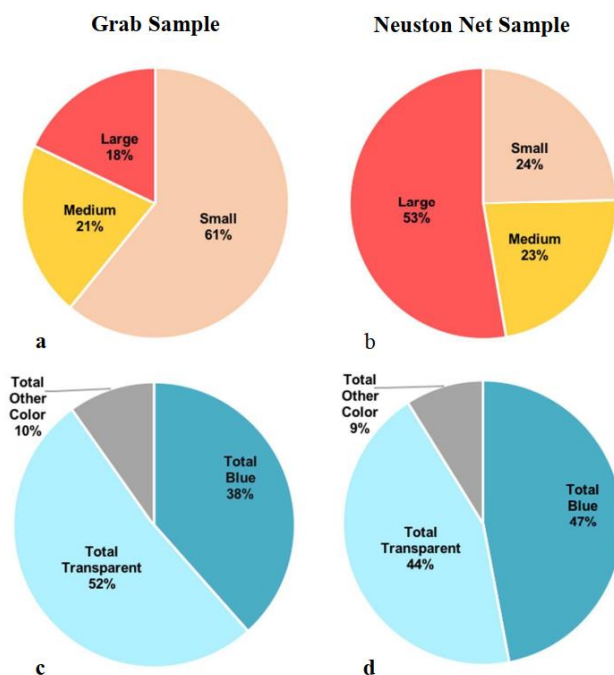 Grab Sample
Neuston Net Sample
Large
18%
Medium
21%
Small
61%
Small
24%
Large
53%
Medium
23%
a
b
Total
Other
Color
10%
Total
Blue
38%
Total
Transparent
52%
Total
Other
Color
9%
Total
Blue
47%
Total
Transparent
44%
c
d